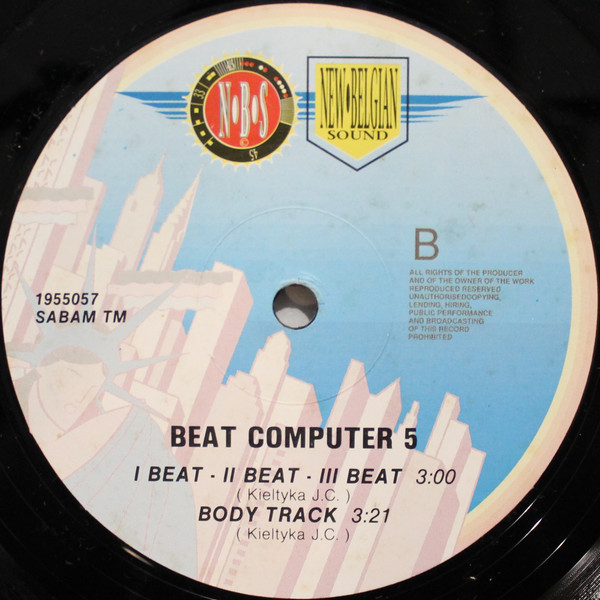 N•B•S
33
45
©
NEW•BELGIAN
SOUND
B
ALL RIGHTS OF THE PRODUCER
AND OF THE OWNER OF THE WORK
REPRODUCED RESERVED
UNAUTHORISEDCOPYING,
LENDING, HIRING,
PUBLIC PERFORMANCE
AND BROADCASTING
OF THIS RECORD
PROHIBITED
1955057
SABAM TM
BEAT COMPUTER 5
I BEAT - II BEAT - III BEAT 3:00
( Kieltyka J.C. )
BODY TRACK 3:21
( Kieltyka J.C. )